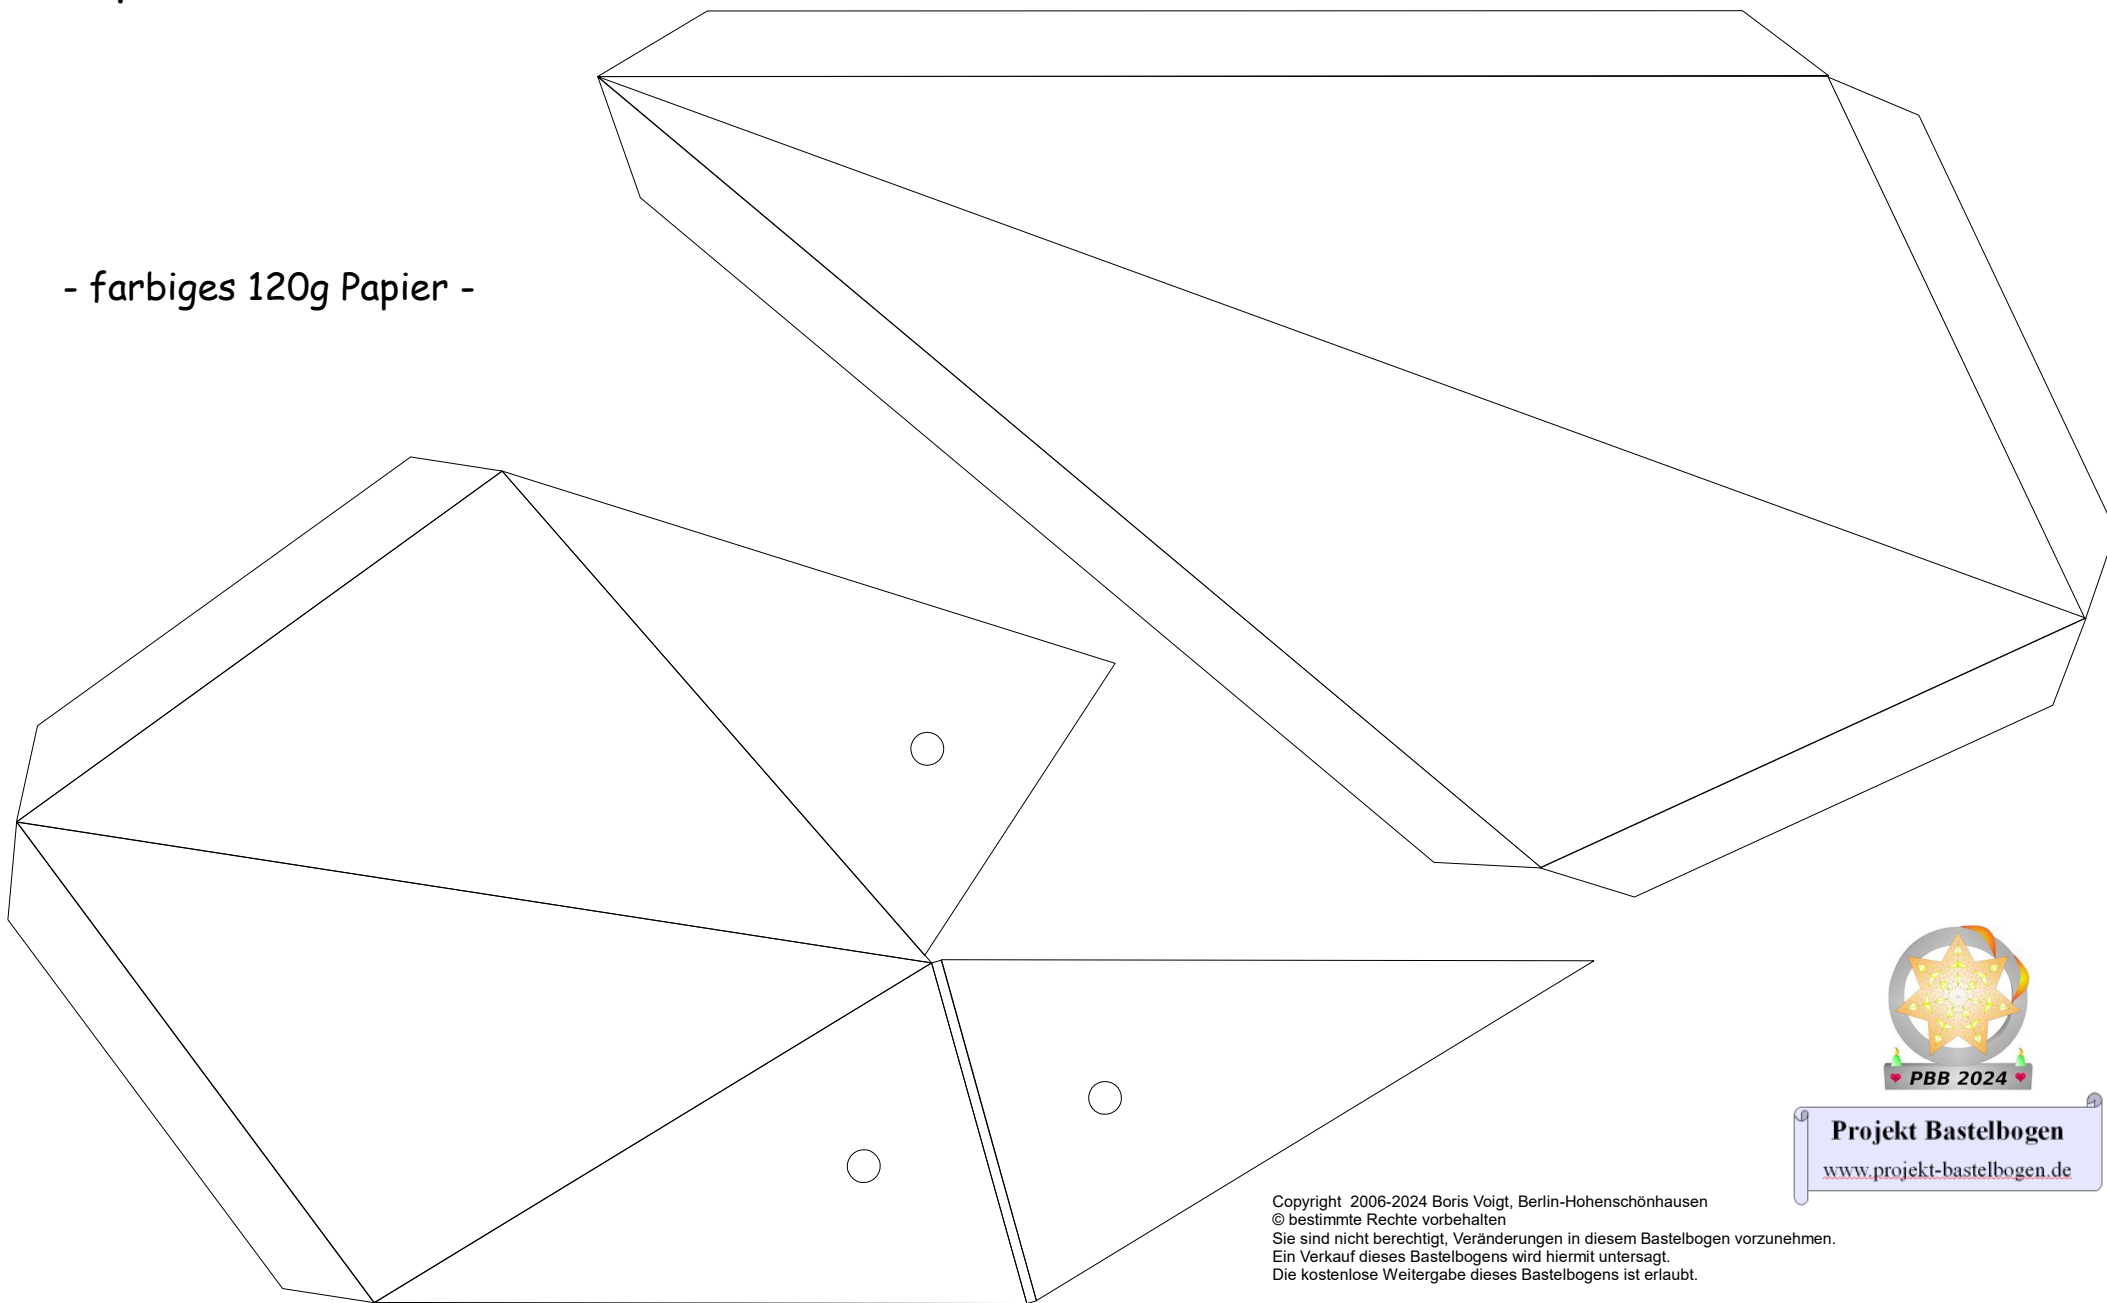 - farbiges 120g Papier -
PBB 2024
Projekt Bastelbogen
www.projekt-bastelbogen.de
Copyright  2006-2024 Boris Voigt, Berlin-Hohenschönhausen
© bestimmte Rechte vorbehalten
Sie sind nicht berechtigt, Veränderungen in diesem Bastelbogen vorzunehmen.
Ein Verkauf dieses Bastelbogens wird hiermit untersagt.
Die kostenlose Weitergabe dieses Bastelbogens ist erlaubt.